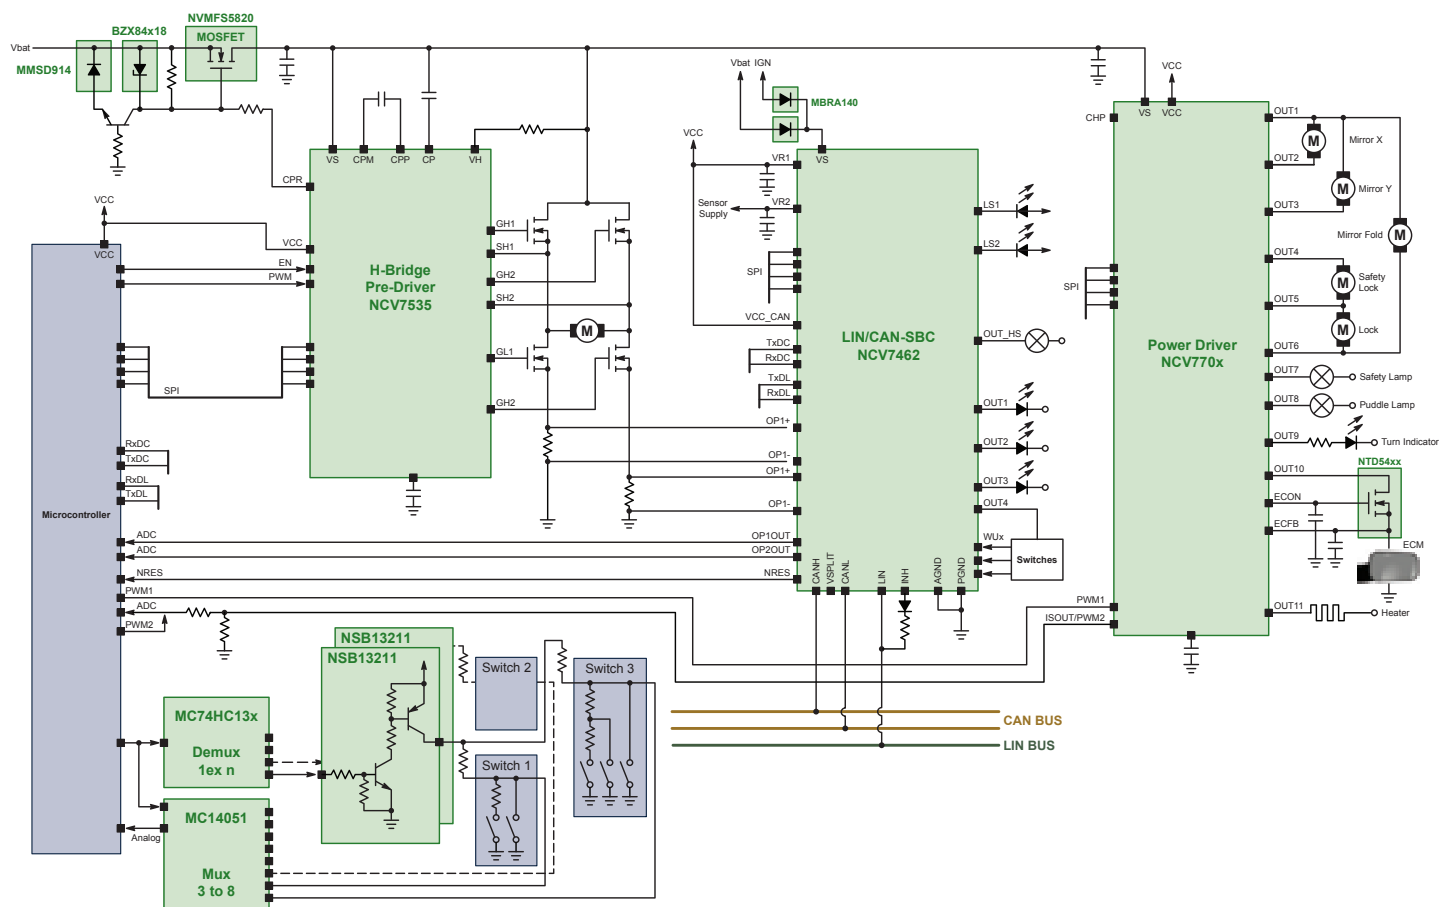 NVMFS5820
BZX84x18
MOSFET
Vbat
MMSD914
Vbat IGN
MBRA140
VCC
VS
VCC
CHP
OUT1
Mirror X
M
OUT2
M
Mirror Y
OUT3
Mirror Fold
M
OUT4
Safety
Lock
M
SPI
OUT5
M
Lock
OUT6
Power Driver
NCV770x
OUT7
Safety Lamp
OUT8
Puddle Lamp
OUT9
Turn Indicator
OUT10
NTD54xx
ECON
ECFB
ECM
PWM1
OUT11
Heater
ISOUT/PWM2
VS
CPM
CPP
CP
VH
CPR
VCC
VCC
VCC
EN
PWM
H-Bridge
Pre-Driver
NCV7535
GH1
SH1
GH2
SH2
M
GL1
GH2
SPI
VCC
VS
VR1
Sensor
Supply
VR2
LS1
LS2
SPI
VCC_CAN
LIN/CAN-SBC
NCV7462
OUT_HS
TxDC
RxDC
TxDL
RxDL
OP1+
OUT1
OP1-
OUT2
OP1+
OUT3
OP1-
OUT4
WUx
Switches
OP1OUT
OP2OUT
NRES
CANH
VSPLIT
CANL
LIN
INH
AGND
PGND
RxDC
TxDC
RxDL
TxDL
Microcontroller
ADC
ADC
NRES
PWM1
ADC
PWM2
NSB13211
NSB13211
Switch 2
Switch 3
Switch 1
CAN BUS
LIN BUS
MC74HC13x
Demux
1ex n
MC14051
Analog
Mux
3 to 8